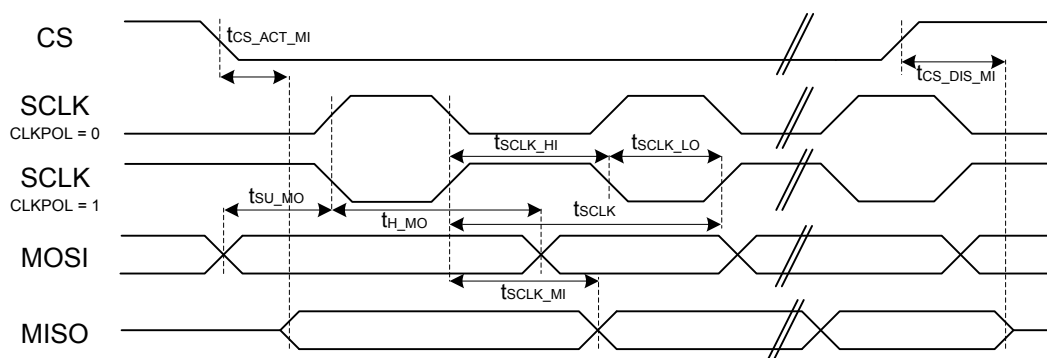 CS
tCS_ACT_MI
tCS_DIS_MI
SCLK
CLKPOL = 0
tSCLK_HI
tSCLK_LO
SCLK
CLKPOL = 1
tSU_MO
tH_MO
tSCLK
MOSI
tSCLK_MI
MISO